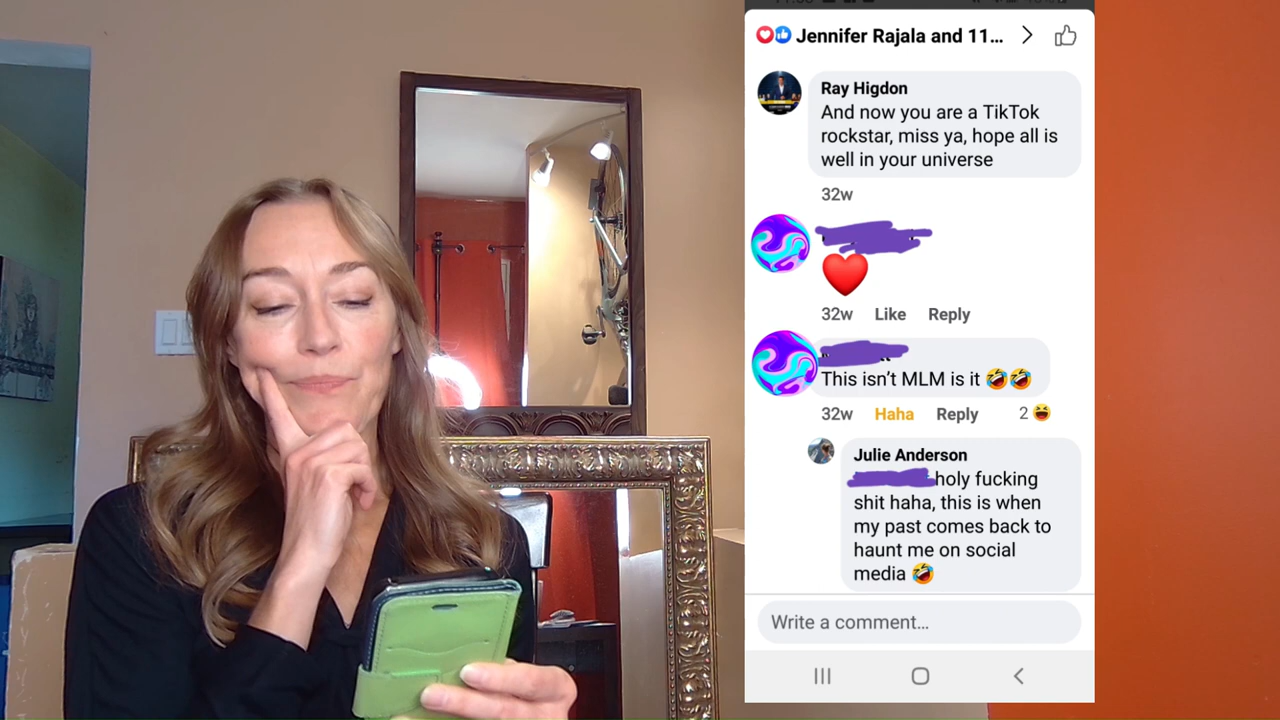 Jennifer Rajala and 11...
Ray Higdon
And now you are a TikTok
rockstar, miss ya, hope all is
well in your universe
32w
32w Like Reply
This isn't MLM is it 🤣🤣
32w Haha Reply 2
Julie Anderson
holy fucking
shit haha, this is when
my past comes back to
haunt me on social
media 🤣
Write a comment...